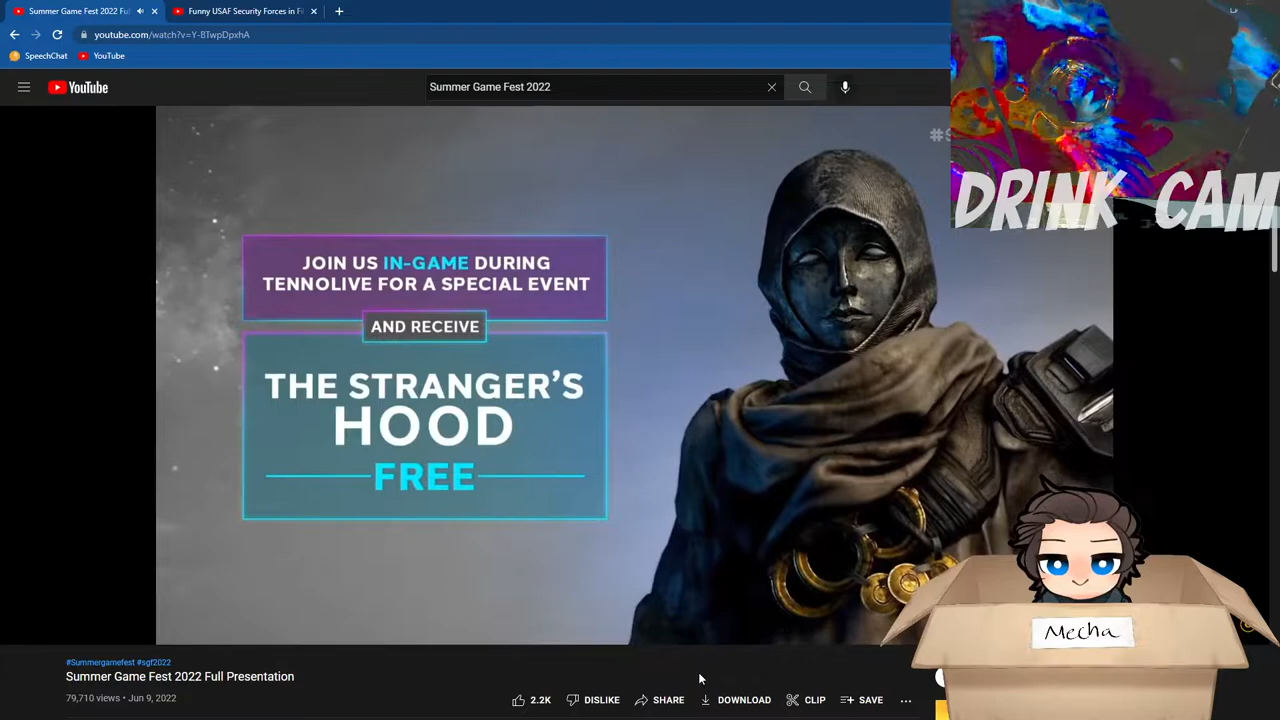 Summer Game Fest 2022 Ful
Funny USAF Security Forces in Fi
youtube.com/watch?v=Y-BTwpDpxhA
SpeechChat
YouTube
YouTube
Summer Game Fest 2022
DRINK CAM
JOIN US IN-GAME DURING
TENNOLIVE FOR A SPECIAL EVENT
AND RECEIVE
THE STRANGER'S
HOOD
FREE
Mecha
#Summergamefest #sgf2022
Summer Game Fest 2022 Full Presentation
79,710 views • Jun 9, 2022
2.2K
DISLIKE
SHARE
DOWNLOAD
CLIP
SAVE